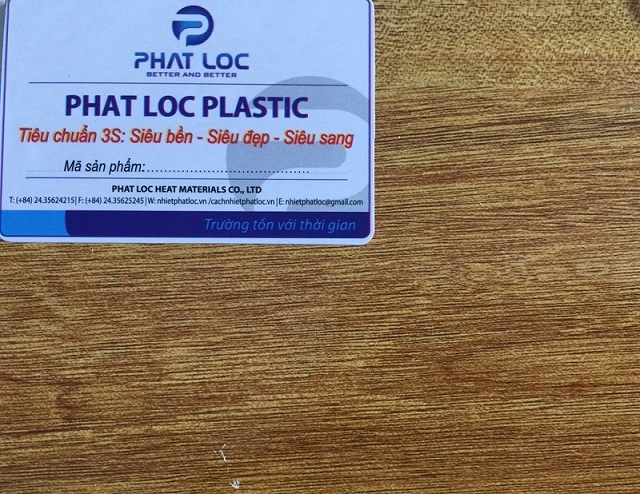 PHAT LOC
BETTER AND BETTER
PHAT LOC PLASTIC
Tiêu chuẩn 3S: Siêu bền - Siêu đẹp - Siêu sang
Mã sản phẩm:.....................................
PHAT LOC HEAT MATERIALS CO., LTD
T: (+84) 24.35624215| F: (+84) 24.35625245 | W: nhietphatloc.vn /cachnhietphatloc.vn | E: nhietphatloc@gmail.com
Trường tồn với thời gian